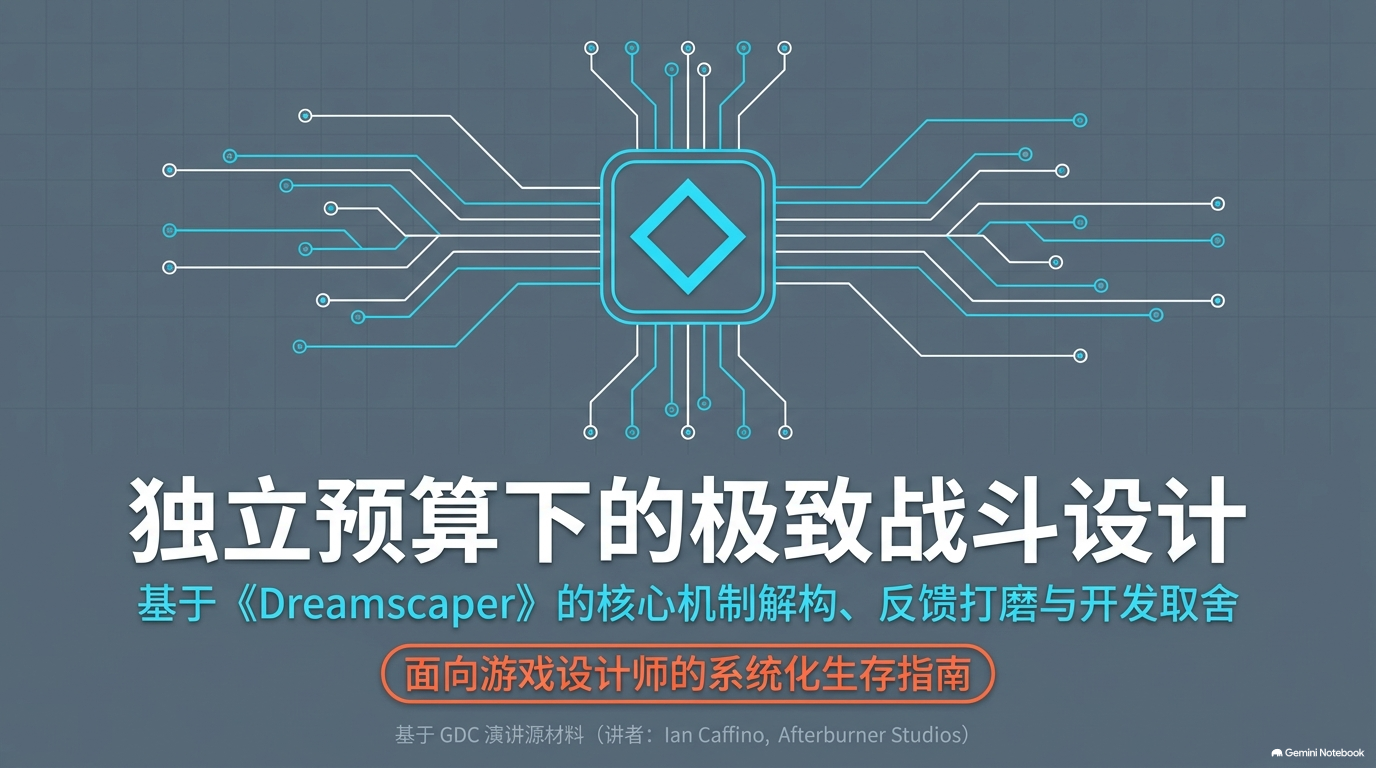 独立预算下的极致战斗设计
基于《Dreamscaper》的核心机制解构、反馈打磨与开发取舍
面向游戏设计师的系统化生存指南
基于 GDC 演讲源材料（讲者：Ian Caffino, Afterburner Studios）
Gemini Notebook